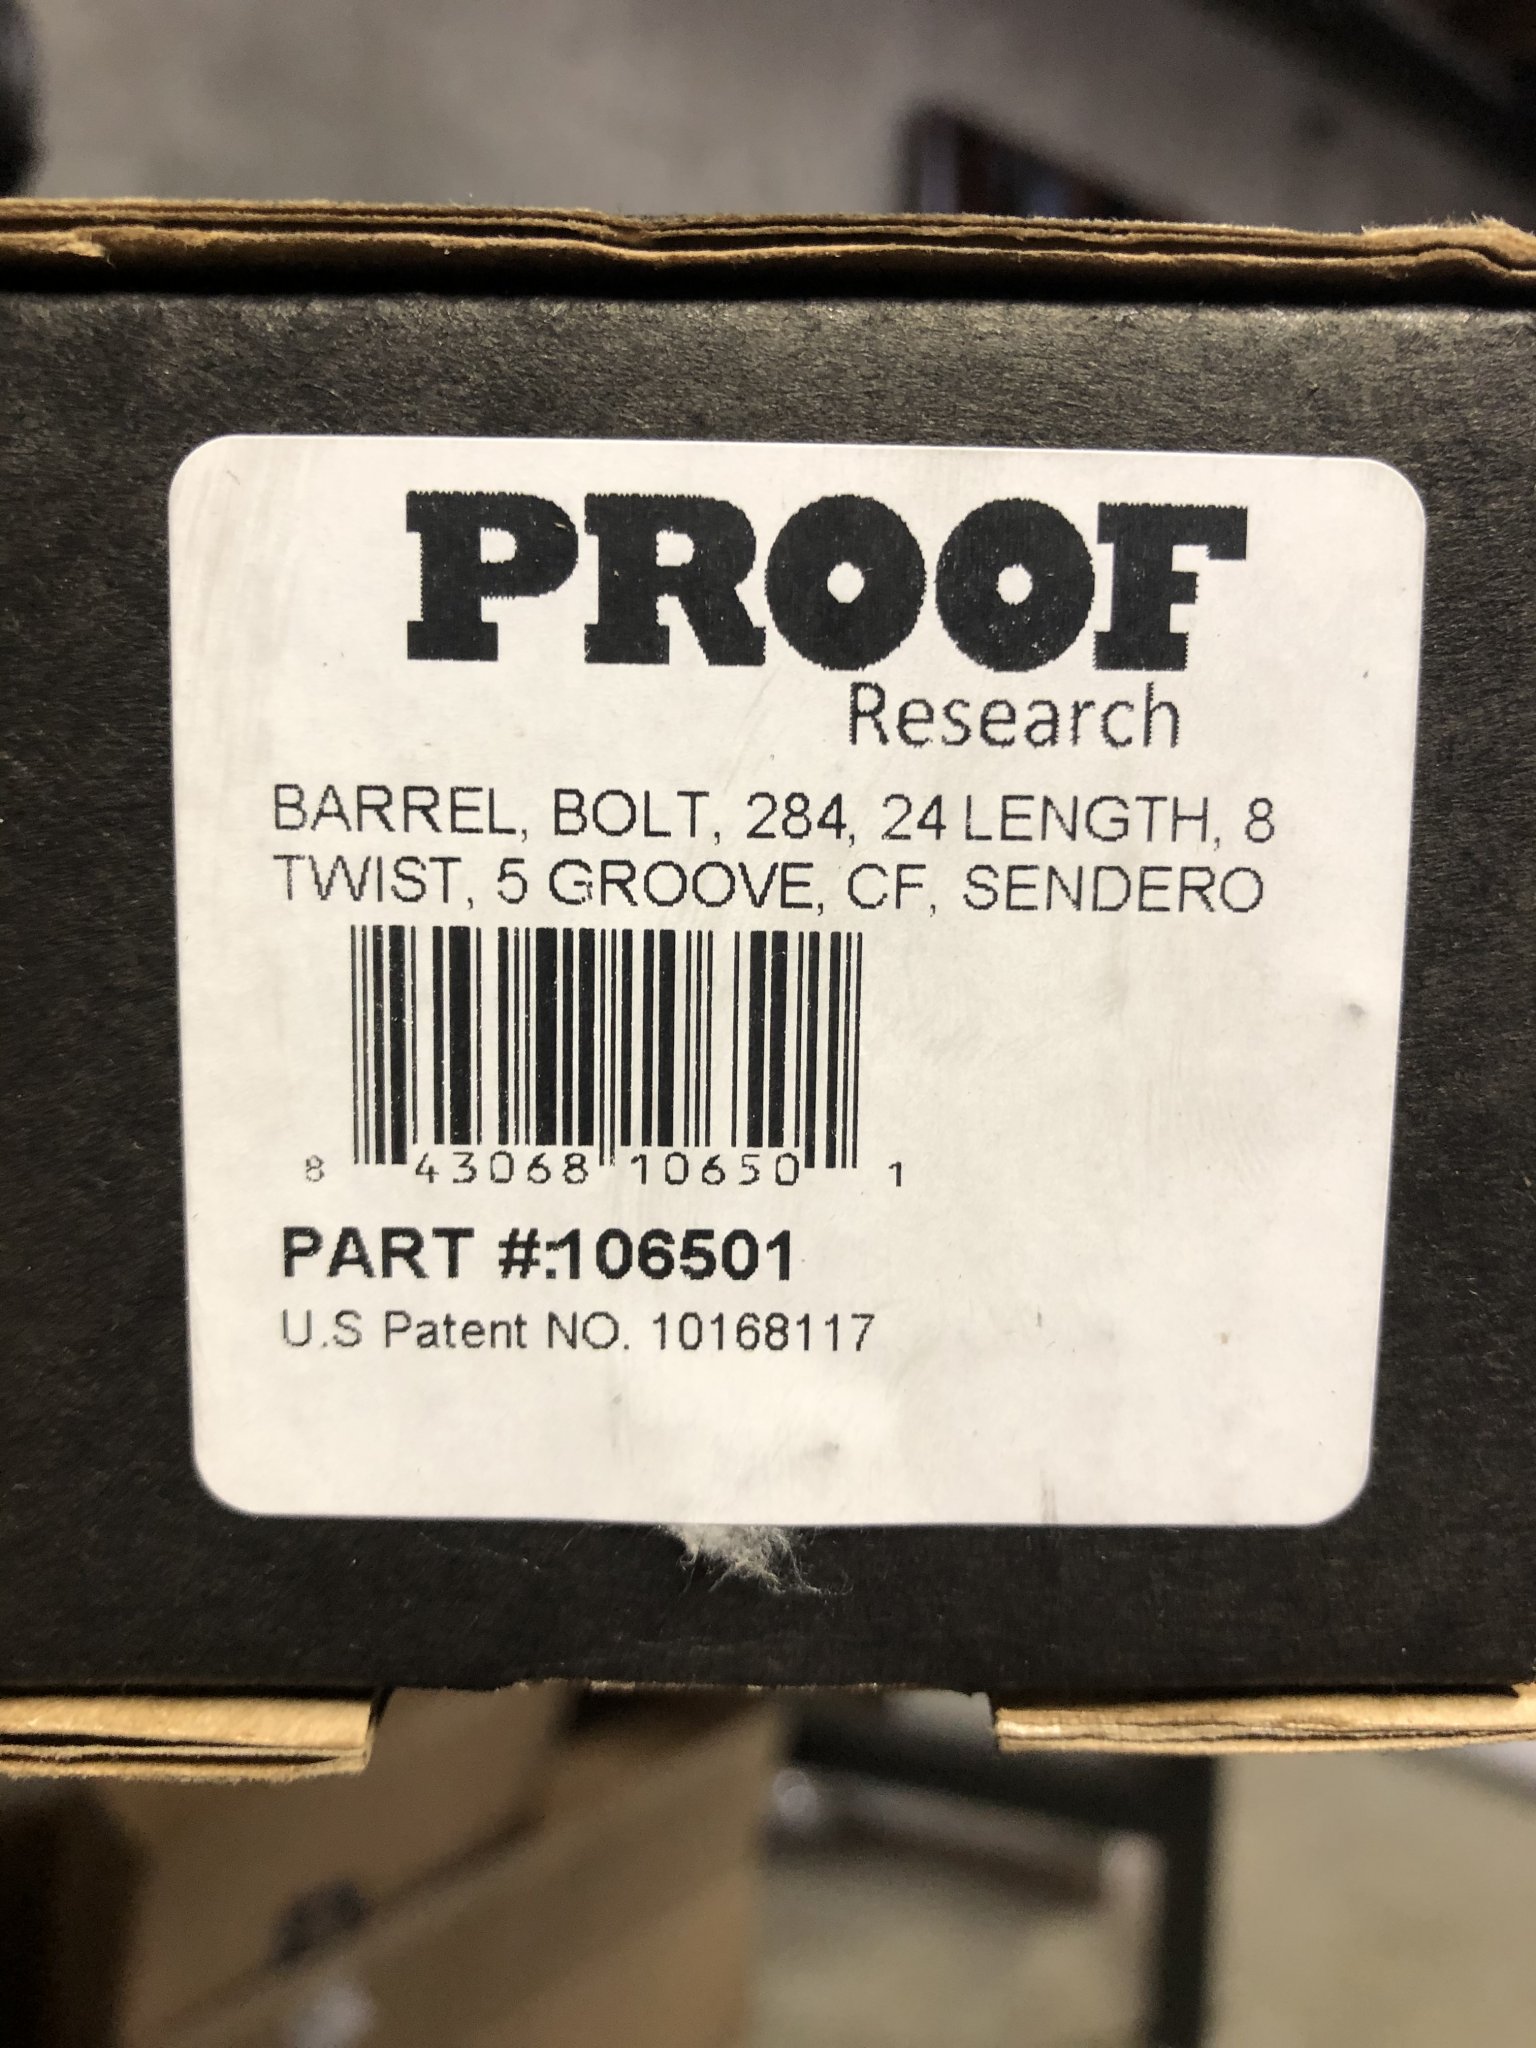 PROOF
Research
BARREL, BOLT, 284, 24 LENGTH, 8
TWIST, 5 GROOVE, CF, SENDERO
8 43068 10650 1
PART #:106501
U.S Patent NO. 10168117